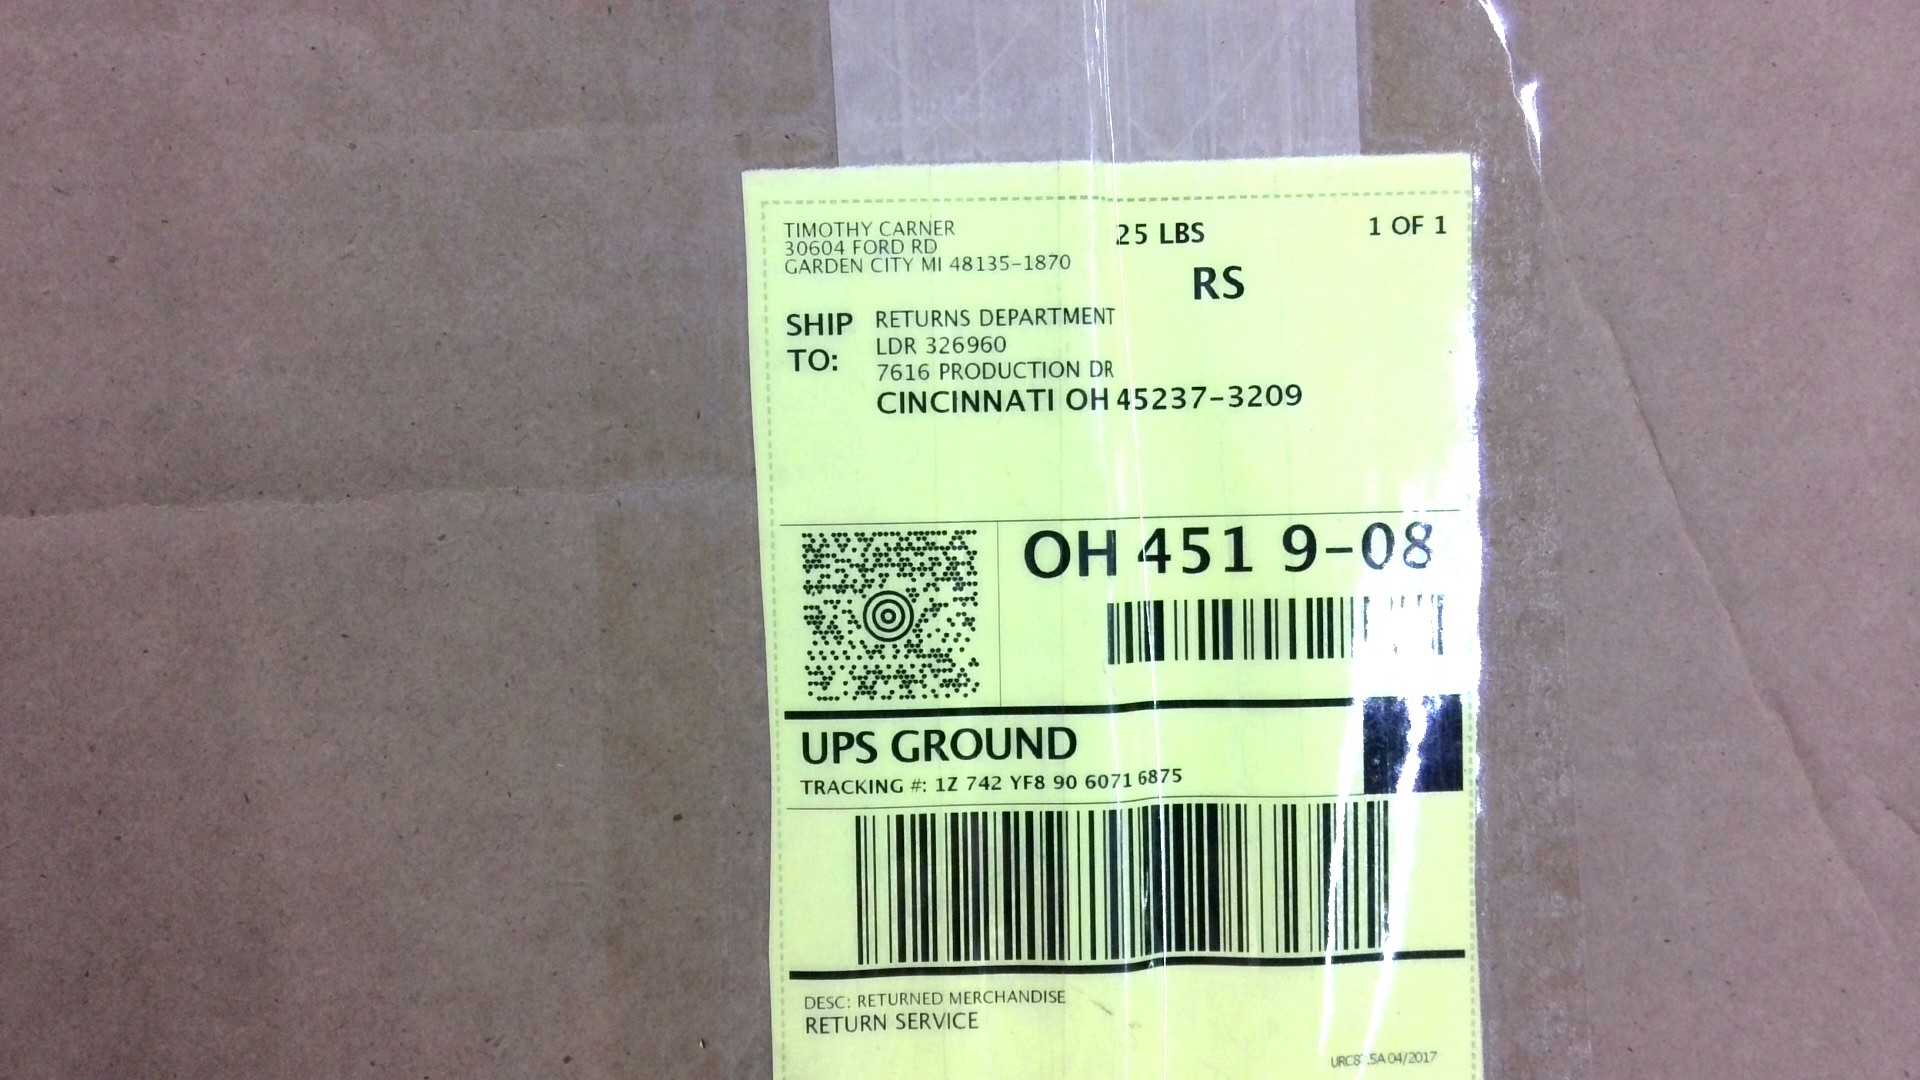 TIMOTHY CARNER
30604 FORD RD
GARDEN CITY MI 48135-1870
25 LBS
1 OF 1
RS
SHIP TO:
RETURNS DEPARTMENT
LDR 326960
7616 PRODUCTION DR
CINCINNATI OH 45237-3209
OH 451 9-08
UPS GROUND
TRACKING #: 1Z 742 YF8 90 6071 6875
DESC: RETURNED MERCHANDISE
RETURN SERVICE
04/2017